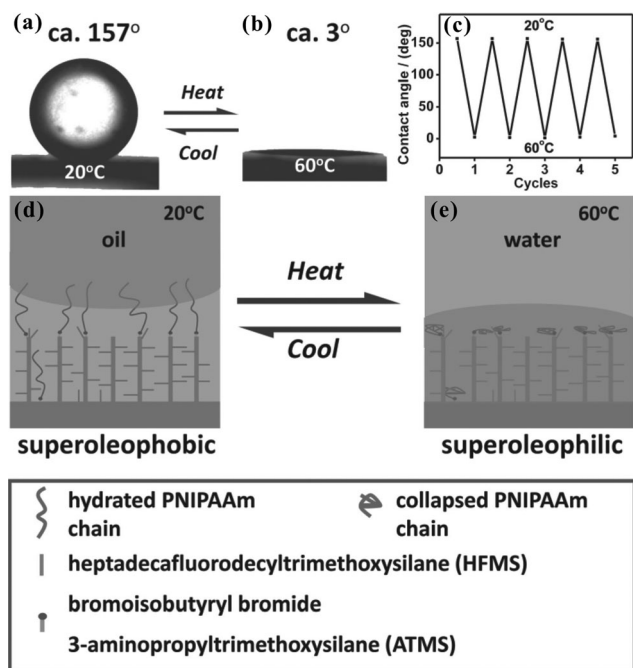 (a) ca. 157°
Heat
Cool
20°C
(b) ca. 3°
60°C
(c)
Contact angle / (deg)
150
100
50
0
20°C
60°C
0 1 2 3 4 5
Cycles
(d) 20°C
oil
superoleophobic
Heat
Cool
(e) 60°C
water
superoleophilic
hydrated PNIPAAm
chain
collapsed PNIPAAm
chain
heptadecafluorodecyltrimethoxysilane (HFMS)
bromoisobutyryl bromide
3-aminopropyltrimethoxysilane (ATMS)